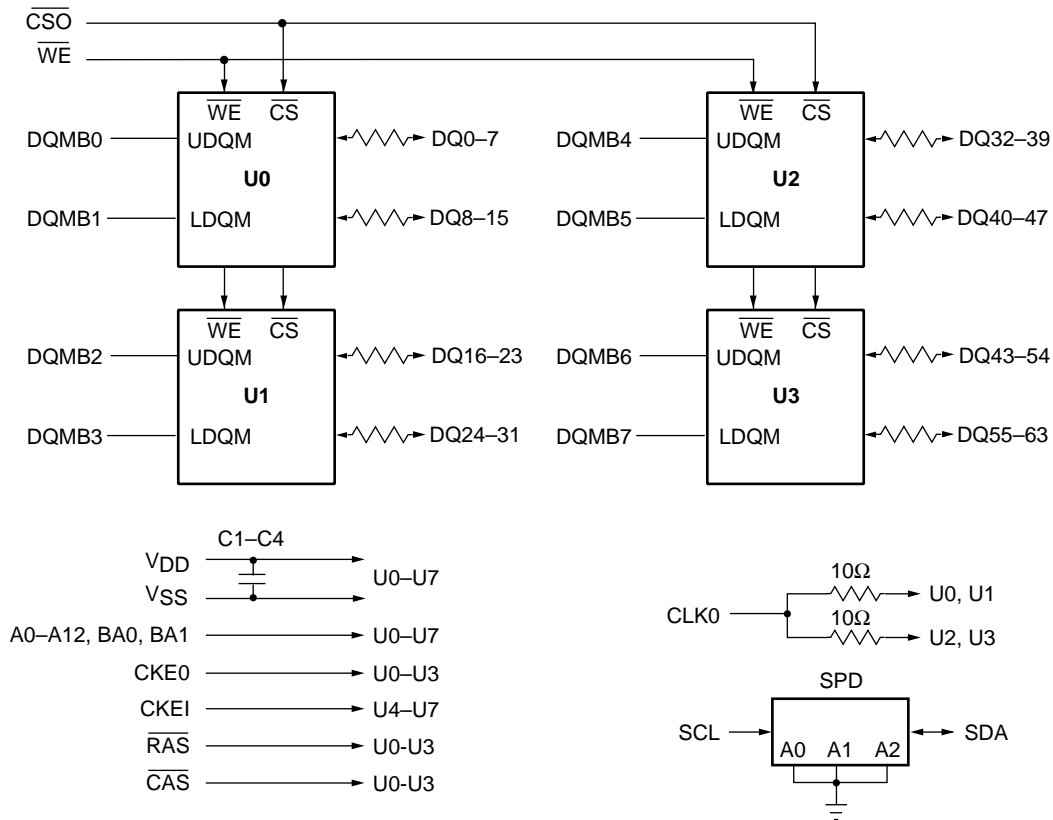 CSO
WE
WE CS
DQMB0 UDQM DQ0–7
U0
DQMB1 LDQM DQ8–15
WE CS
DQMB4 UDQM DQ32–39
U2
DQMB5 LDQM DQ40–47
WE CS
DQMB2 UDQM DQ16–23
U1
DQMB3 LDQM DQ24–31
WE CS
DQMB6 UDQM DQ43–54
U3
DQMB7 LDQM DQ55–63
C1–C4
VDD
U0–U7
VSS
A0–A12, BA0, BA1 U0–U7
CKE0 U0–U3
CKEI U4–U7
RAS U0-U3
CAS U0-U3
10Ω
U0, U1
CLK0
10Ω
U2, U3
SPD
SCL SDA
A0 A1 A2